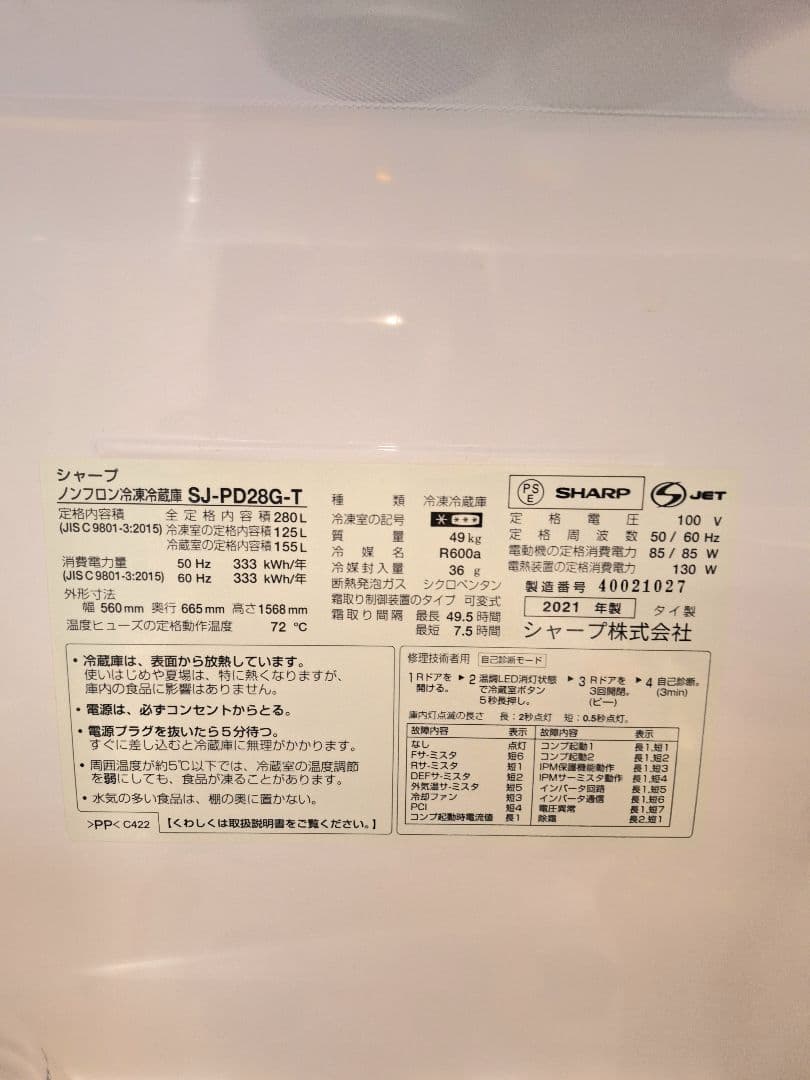 シャープ
ノンフロン冷凍冷蔵庫 SJ-PD28G-T
定格内容積 全定格内容積 280L
(JIS C 9801-3:2015) 冷凍室の定格内容積 125L
冷蔵室の定格内容積 155L
消費電力量 50 Hz 333 kWh/年
(JIS C 9801-3:2015) 60 Hz 333 kWh/年
外形寸法
幅 560mm 奥行 665mm 高さ1568mm
温度ヒューズの定格動作温度 72 ℃
種類 冷凍冷蔵庫
冷凍室の記号
質量 49kg
冷媒名 R600a
冷媒封入量 36 g
断熱発泡ガス シクロペンタン
霜取り制御装置のタイプ 可変式
霜取り間隔 最長 49.5時間
最短 7.5時間
PS
E
SHARP
JET
定格電圧 100 V
定格周波数 50 / 60 Hz
電動機の定格消費電力 85 / 85 W
電熱装置の定格消費電力 130 W
製造番号 40021027
2021 年製 タイ製
シャープ株式会社
・冷蔵庫は、表面から放熱しています。
使いはじめや夏場は、特に熱くなりますが、
庫内の食品に影響はありません。
・電源は、必ずコンセントからとる。
・電源プラグを抜いたら5分待つ。
すぐに差し込むと冷蔵庫に無理がかかります。
・周囲温度が約5℃以下では、冷蔵室の温度調節
を弱にしても、食品が凍ることがあります。
・水気の多い食品は、棚の奥に置かない。
>PP< C422 【くわしくは取扱説明書をご覧ください。】
修理技術者用 自己診断モード
1 Rドアを開ける。 ▶ 2 温調LED消灯状態で冷蔵室ボタン5秒長押し。 ▶ 3 Rドアを3回開閉。(ピー) ▶ 4 自己診断。(3min)
庫内灯点滅の長さ 長：2秒点灯 短：0.5秒点灯。
故障内容 表示 故障内容 表示
なし 点灯 コンプ起動1 長1,短1
Fサーミスタ 短6 コンプ起動2 長1,短2
Rサーミスタ 短1 IPM保護機能動作 長1,短3
DEFサーミスタ 短2 IPMサーミスタ動作 長1,短4
外気温サーミスタ 短5 インバータ回路 長1,短5
冷却ファン 短3 インバータ通信 長1,短6
PCI 短4 電圧異常 長1,短7
コンプ起動時電流値 長1 除霜 長2,短1